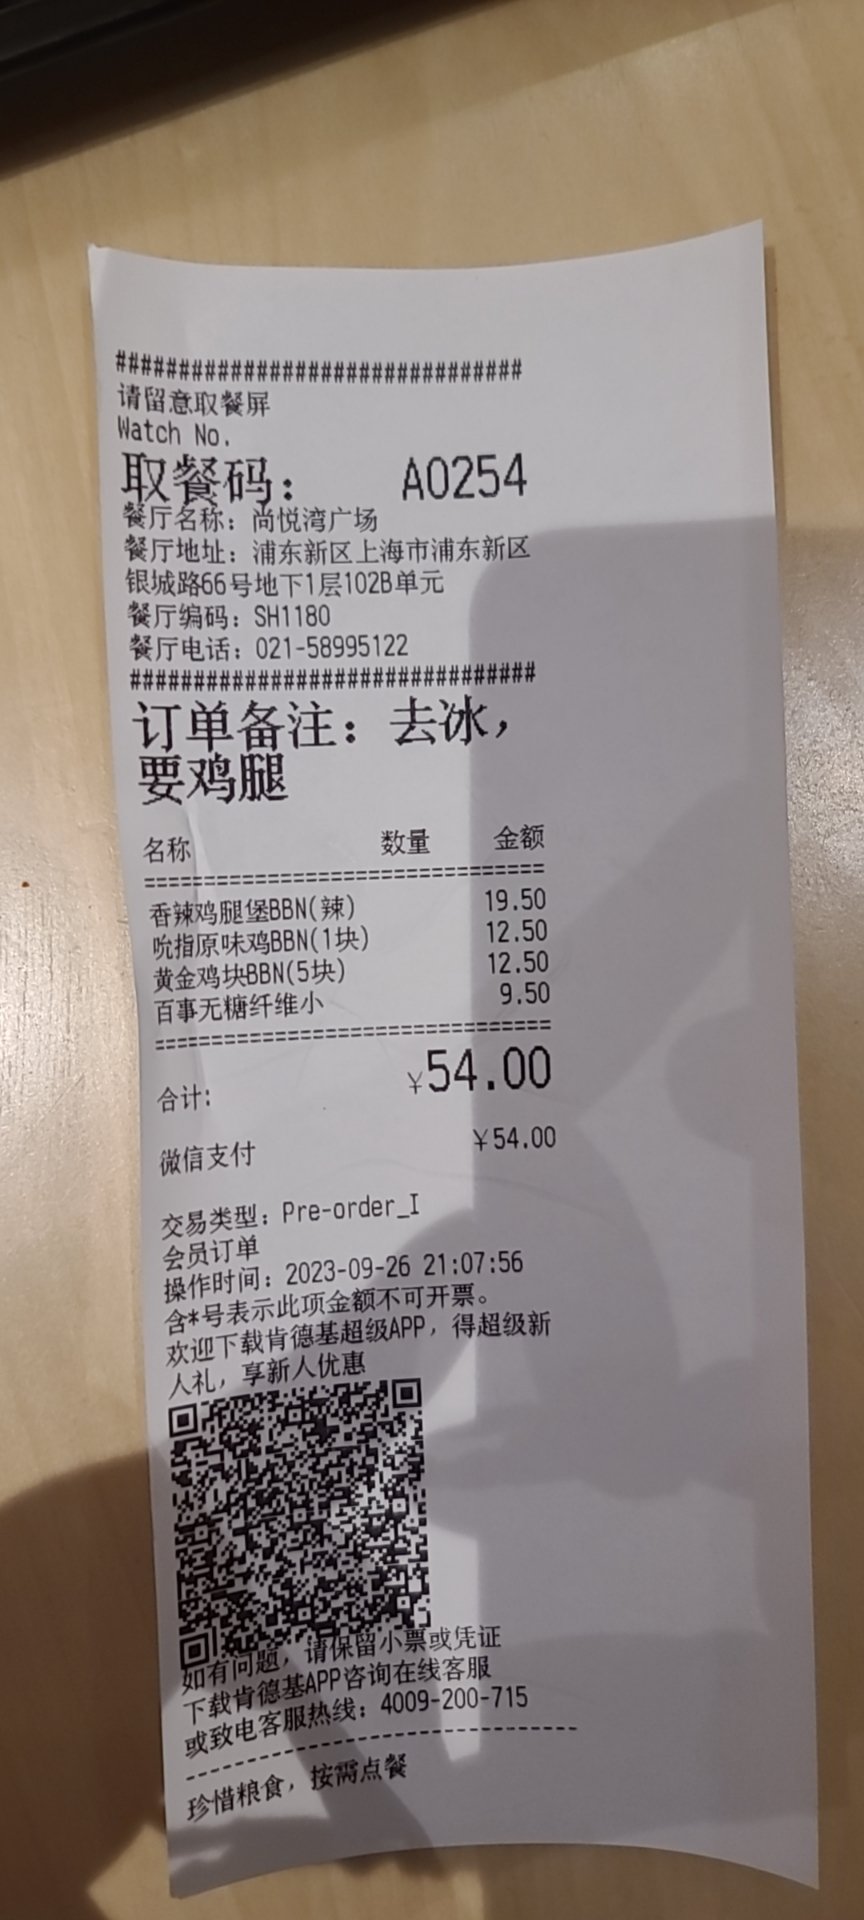 ################################
请留意取餐屏
Watch No.
取餐码： A0254
餐厅名称：尚悦湾广场
餐厅地址：浦东新区上海市浦东新区
银城路66号地下1层102B单元
餐厅编码：SH1180
餐厅电话：021-58995122
################################
订单备注：去冰，
要鸡腿
名称 数量 金额
================================
香辣鸡腿堡BBN(辣) 19.50
吮指原味鸡BBN(1块) 12.50
黄金鸡块BBN(5块) 12.50
百事无糖纤维小 9.50
================================
合计: ¥54.00
微信支付 ¥54.00
交易类型：Pre-order_I
会员订单
操作时间：2023-09-26 21:07:56
含*号表示此项金额不可开票。
欢迎下载肯德基超级APP，得超级新
人礼，享新人优惠
如有问题，请保留小票或凭证
下载肯德基APP咨询在线客服
或致电客服热线：4009-200-715
--------------------------------
珍惜粮食，按需点餐